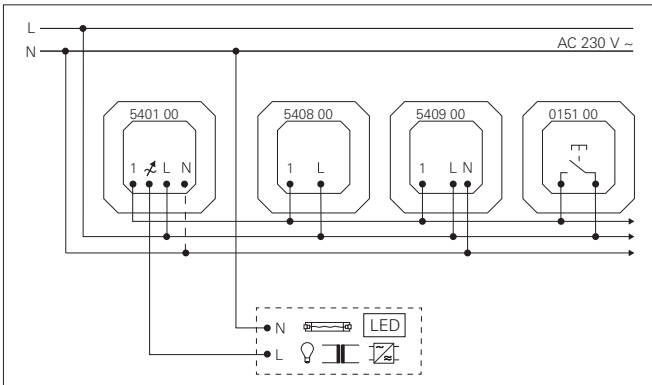 L
N
AC 230 V ~
5401 00
5408 00
5409 00
0151 00
1 L N
1 L
1 L N
N
LED
L